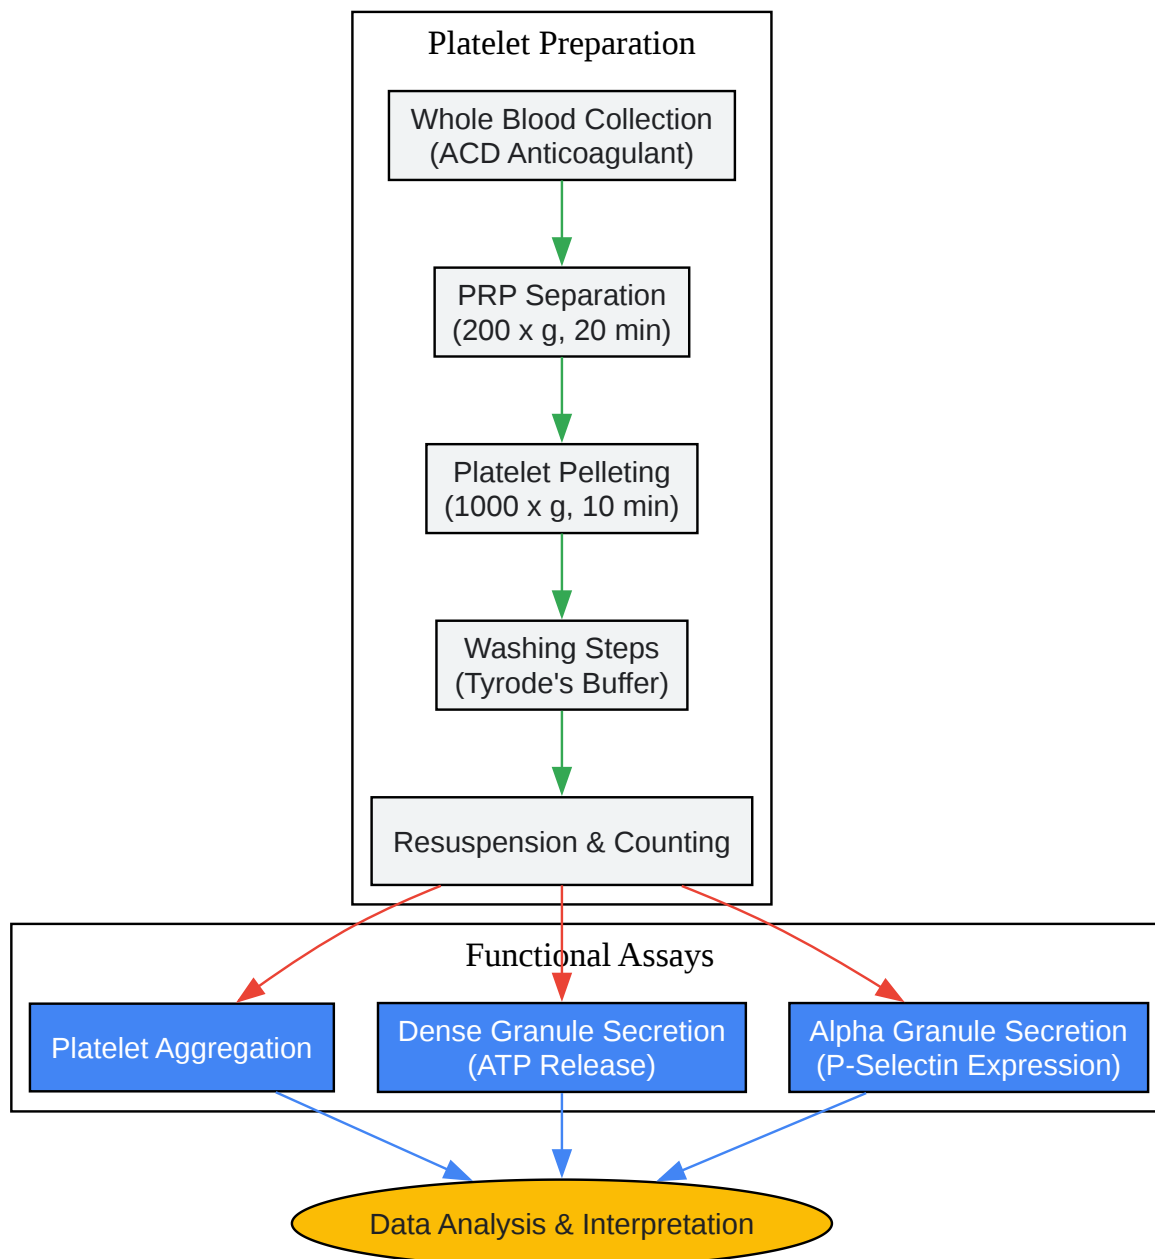 Platelet Preparation
Whole Blood Collection
(ACD Anticoagulant)
PRP Separation
(200 x g, 20 min)
Platelet Pelleting
(1000 x g, 10 min)
Washing Steps
(Tyrode's Buffer)
Resuspension & Counting
Functional Assays
Platelet Aggregation
Dense Granule Secretion
(ATP Release)
Alpha Granule Secretion
(P-Selectin Expression)
Data Analysis & Interpretation